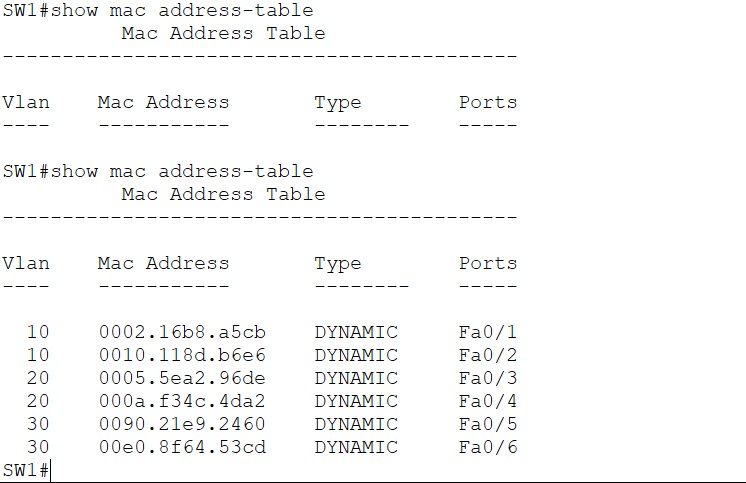 SW1#show mac address-table
Mac Address Table
-------------------------------------------
Vlan    Mac Address       Type        Ports
----    -----------       --------    -----
SW1#show mac address-table
Mac Address Table
-------------------------------------------
Vlan    Mac Address       Type        Ports
----    -----------       --------    -----
10    0002.16b8.a5cb    DYNAMIC     Fa0/1
10    0010.118d.b6e6    DYNAMIC     Fa0/2
20    0005.5ea2.96de    DYNAMIC     Fa0/3
20    000a.f34c.4da2    DYNAMIC     Fa0/4
30    0090.21e9.2460    DYNAMIC     Fa0/5
30    00e0.8f64.53cd    DYNAMIC     Fa0/6
SW1#